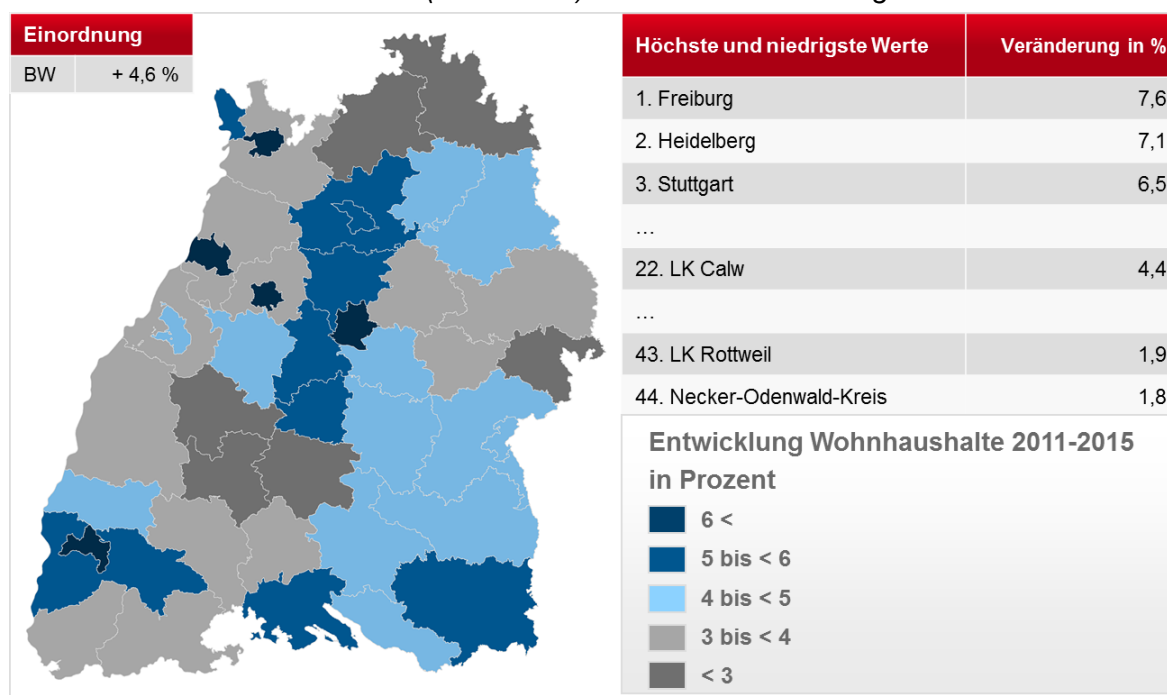 Einordnung
BW + 4,6 %
Höchste und niedrigste Werte Veränderung in %
1. Freiburg 7,6
2. Heidelberg 7,1
3. Stuttgart 6,5
…
22. LK Calw 4,4
…
43. LK Rottweil 1,9
44. Necker-Odenwald-Kreis 1,8
Entwicklung Wohnhaushalte 2011-2015
in Prozent
6 <
5 bis < 6
4 bis < 5
3 bis < 4
< 3